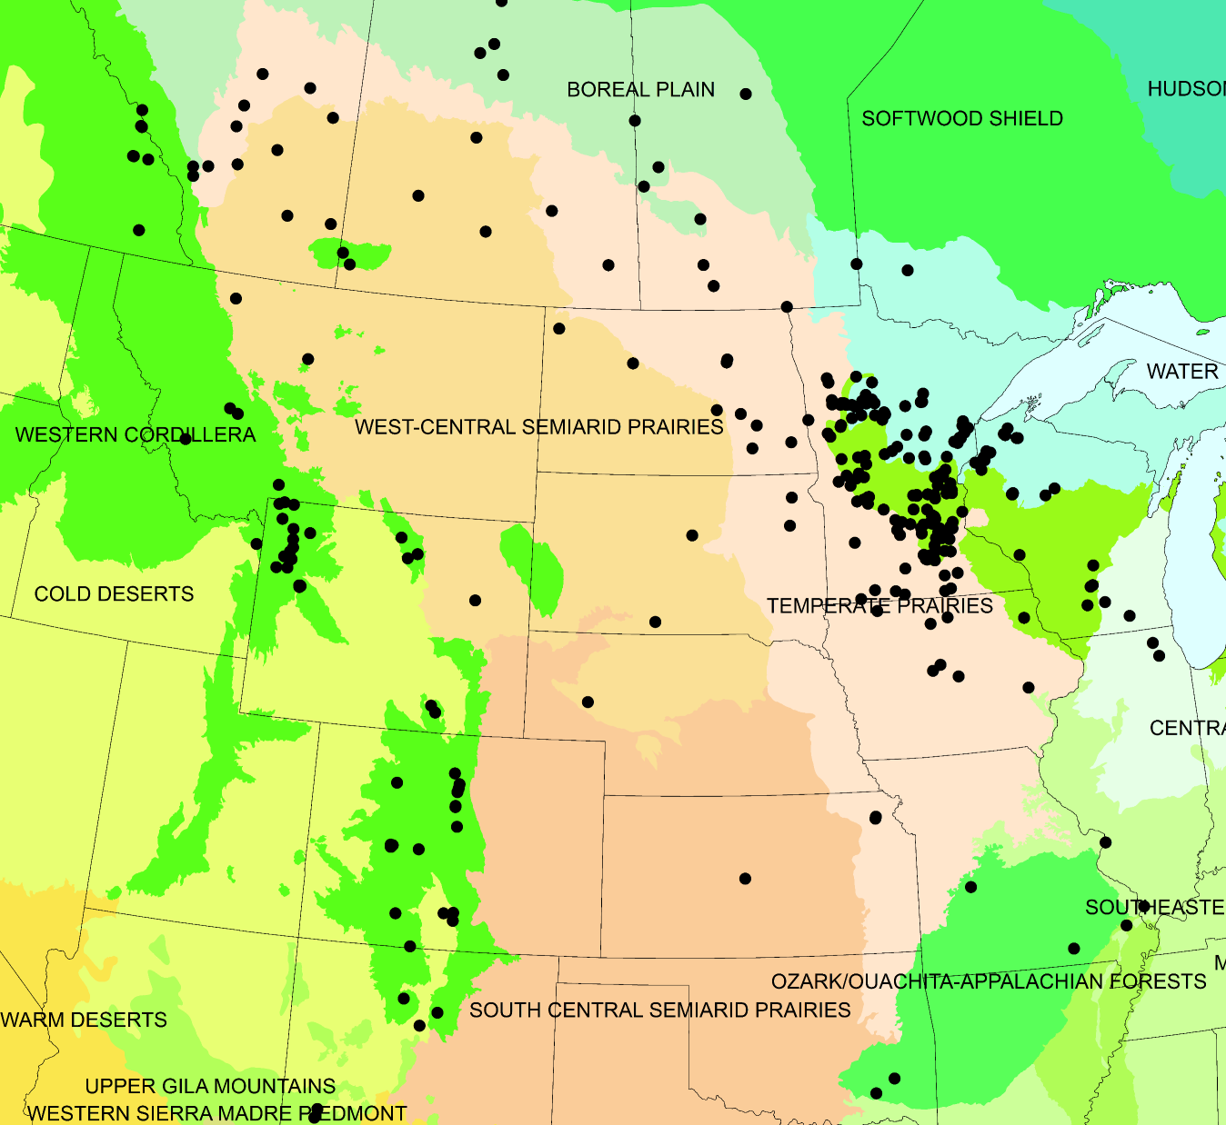 BOREAL PLAIN
HUDSON
SOFTWOOD SHIELD
WATER
WEST-CENTRAL SEMIARID PRAIRIES
WESTERN CORDILLERA
COLD DESERTS
TEMPERATE PRAIRIES
CENTRA
SOUTHEASTE
M
OZARK/OUACHITA-APPALACHIAN FORESTS
SOUTH CENTRAL SEMIARID PRAIRIES
WARM DESERTS
UPPER GILA MOUNTAINS
WESTERN SIERRA MADRE PIEDMONT